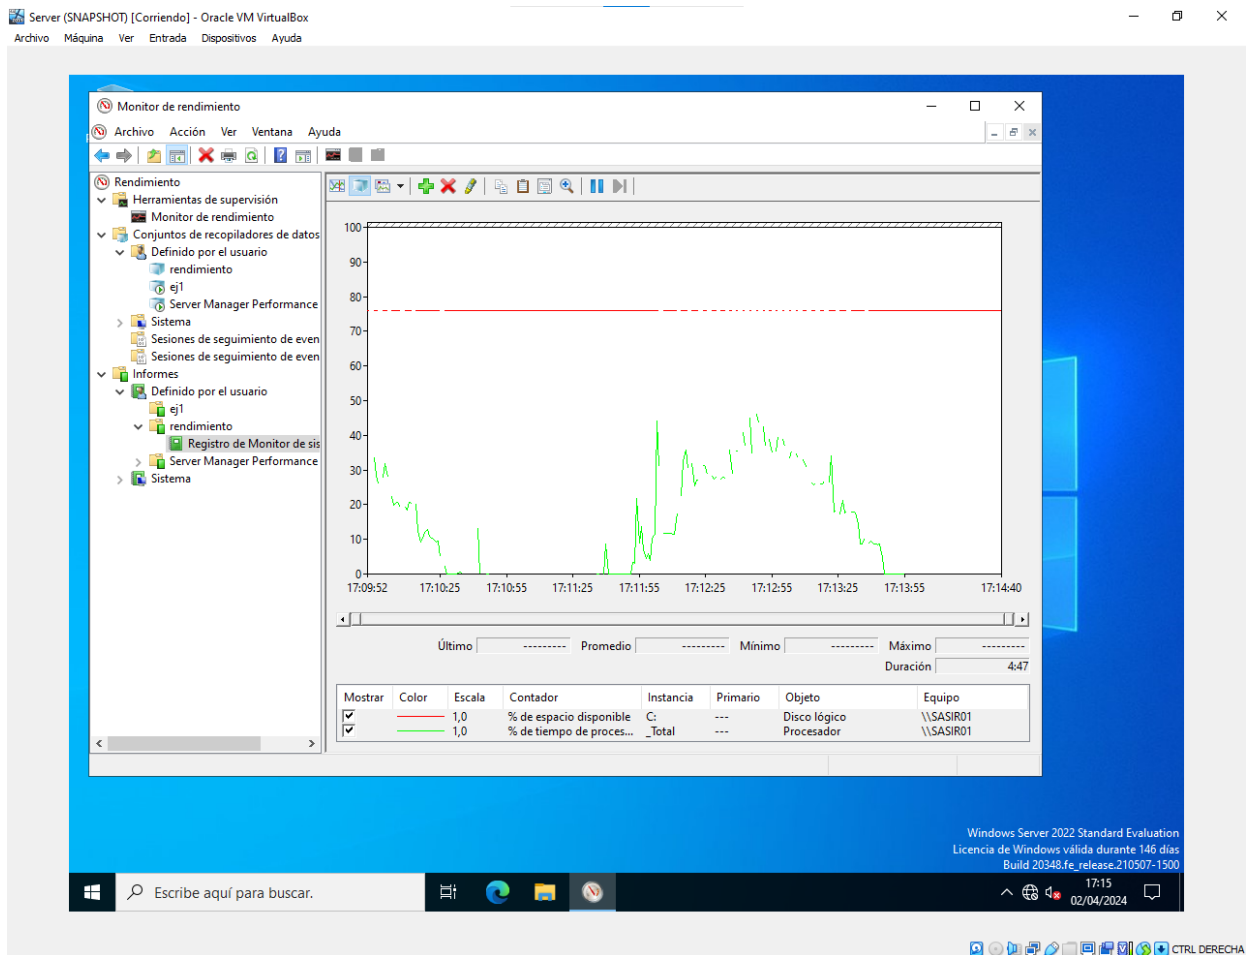 Server (SNAPSHOT) [Corriendo] - Oracle VM VirtualBox
Archivo Máquina Ver Entrada Dispositivos Ayuda
Monitor de rendimiento
Archivo Acción Ver Ventana Ayuda
Rendimiento
Herramientas de supervisión
Monitor de rendimiento
Conjuntos de recopiladores de datos
Definido por el usuario
rendimiento
ej1
Server Manager Performance
Sistema
Sesiones de seguimiento de even
Sesiones de seguimiento de even
Informes
Definido por el usuario
ej1
rendimiento
Registro de Monitor de sis
Server Manager Performance
Sistema
100
90
80
70
60
50
40
30
20
10
0
17:09:52 17:10:25 17:10:55 17:11:25 17:11:55 17:12:25 17:12:55 17:13:25 17:13:55 17:14:40
Último --------- Promedio --------- Mínimo --------- Máximo ---------
Duración 4:47
Mostrar Color Escala Contador Instancia Primario Objeto Equipo
1,0 % de espacio disponible C: --- Disco lógico \\SASIR01
1,0 % de tiempo de proces... _Total --- Procesador \\SASIR01
Windows Server 2022 Standard Evaluation
Licencia de Windows válida durante 146 días
Build 20348.fe_release.210507-1500
Escribe aquí para buscar.
17:15
02/04/2024
CTRL DERECHA